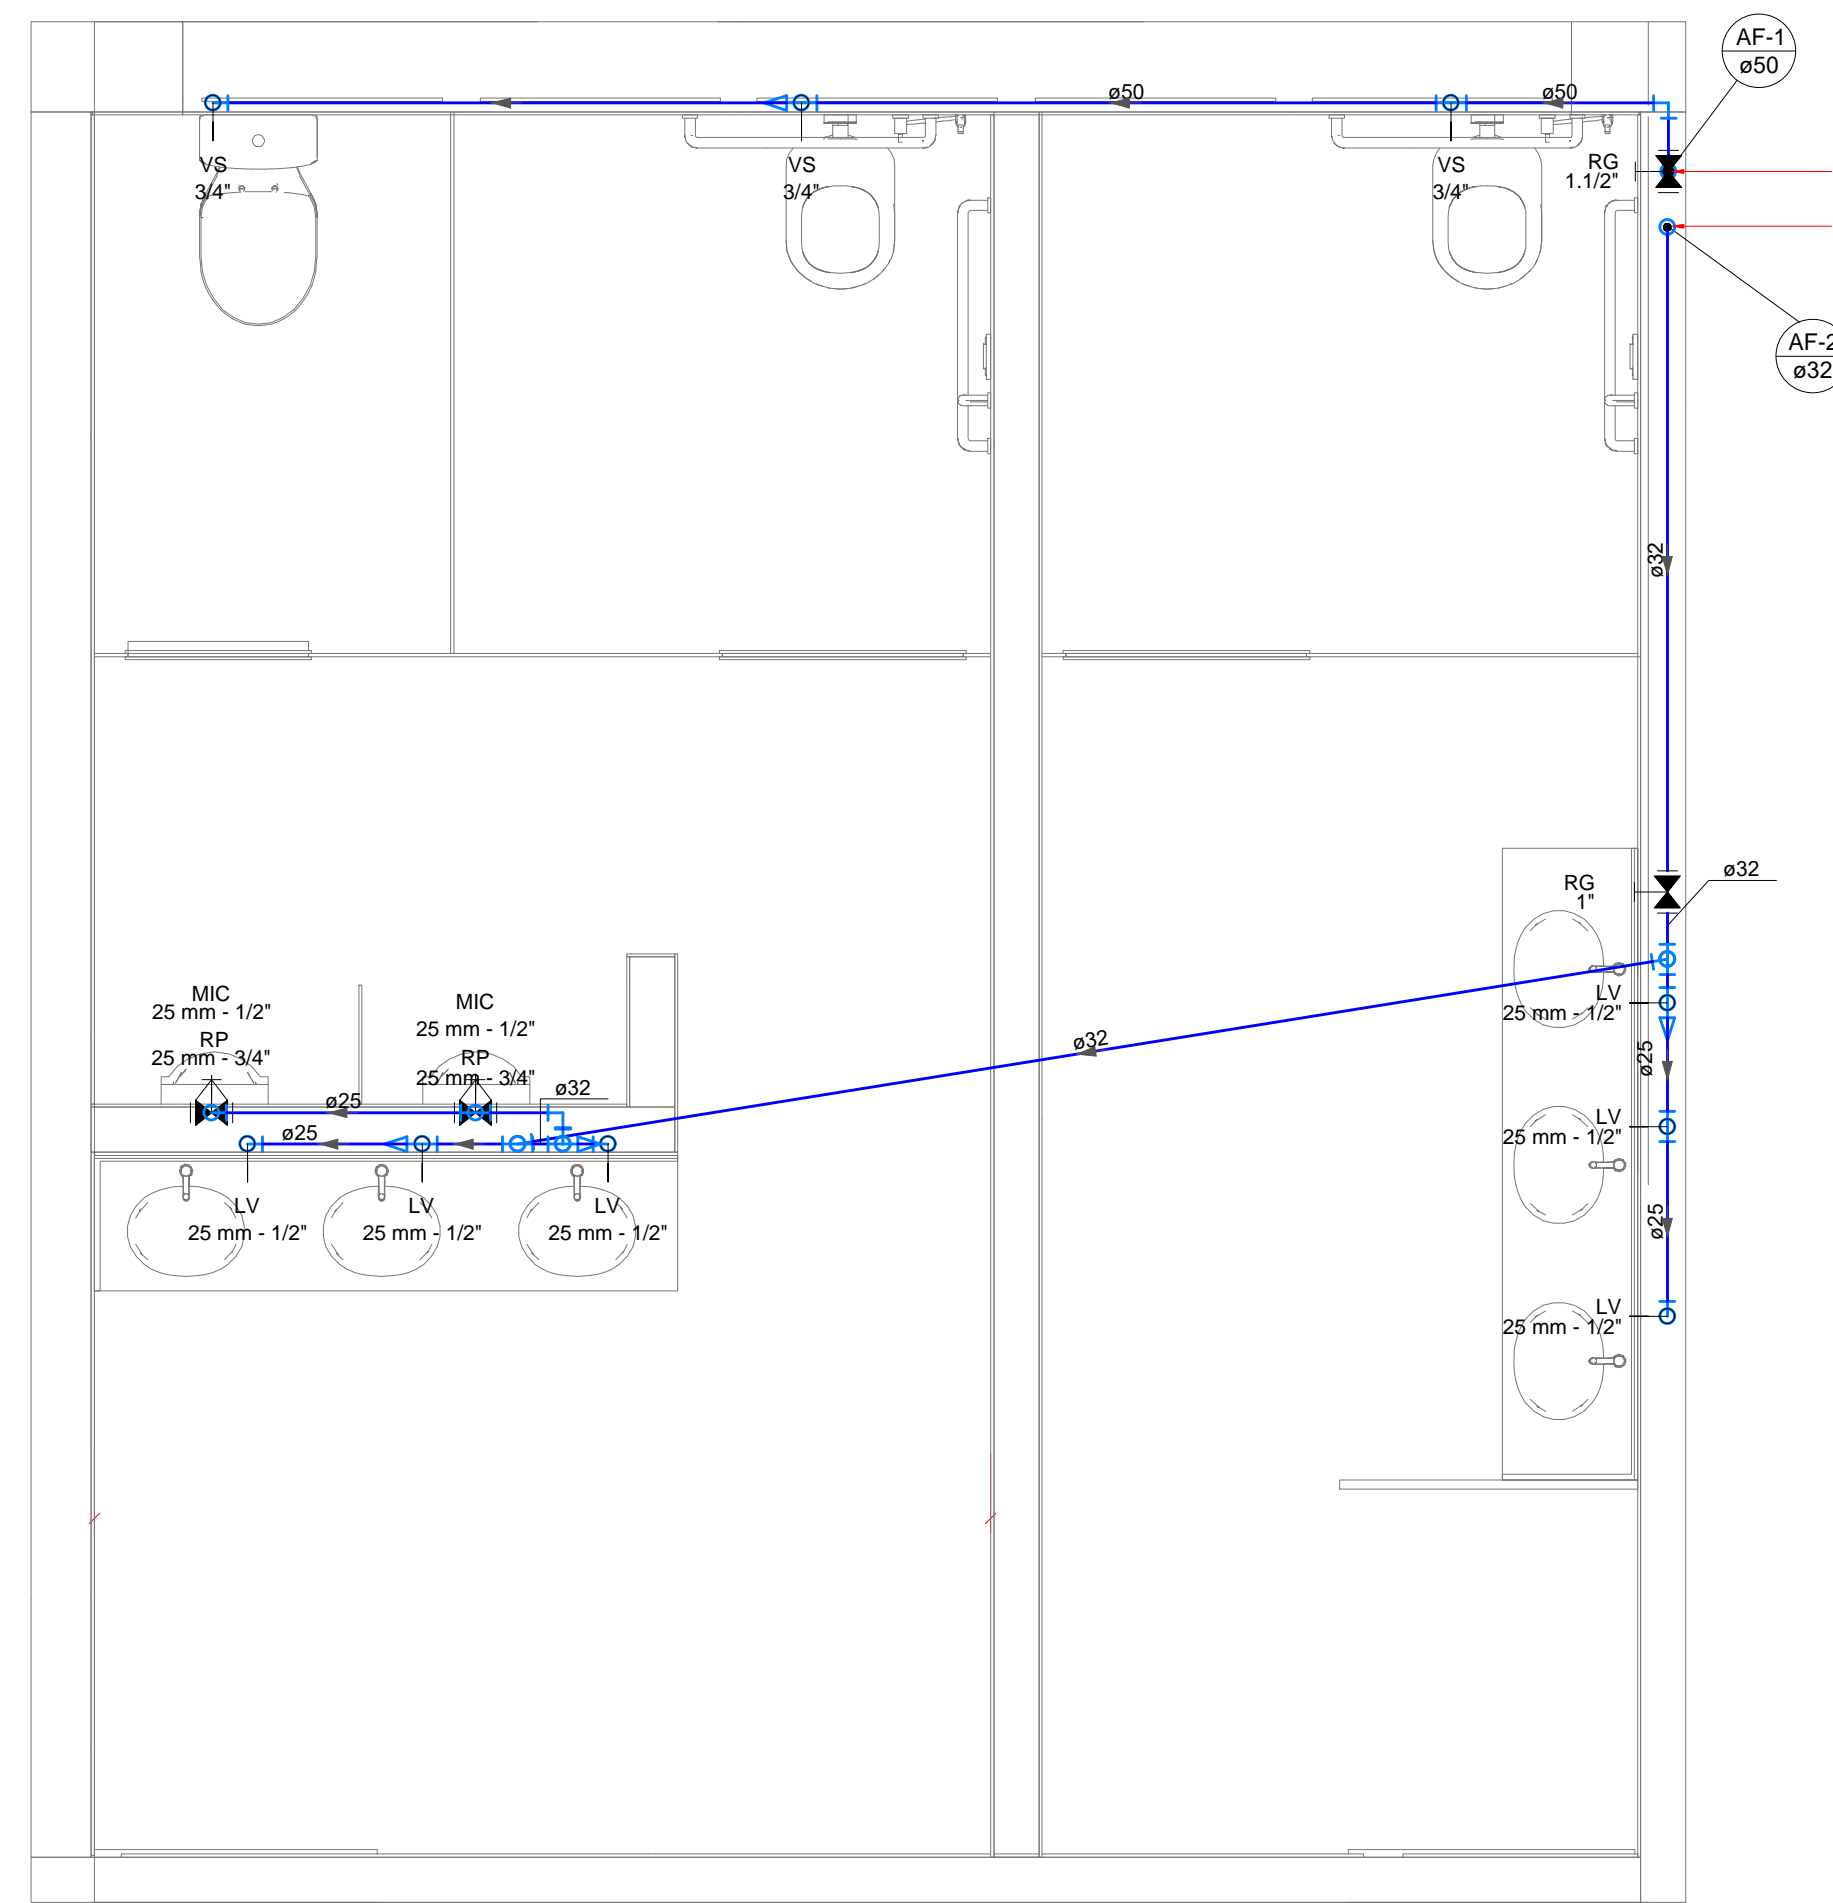 AF-1
ø50
ø50
ø50
VS
3/4"
VS
3/4"
VS
3/4"
RG
1.1/2"
AF-2
ø32
ø32
RG
1"
ø32
MIC
25 mm - 1/2"
RP
25 mm - 3/4"
MIC
25 mm - 1/2"
RP
25 mm - 3/4"
ø32
ø25
ø25
ø32
LV
25 mm - 1/2"
ø25
LV
25 mm - 1/2"
ø25
LV
25 mm - 1/2"
LV
25 mm - 1/2"
LV
25 mm - 1/2"
LV
25 mm - 1/2"